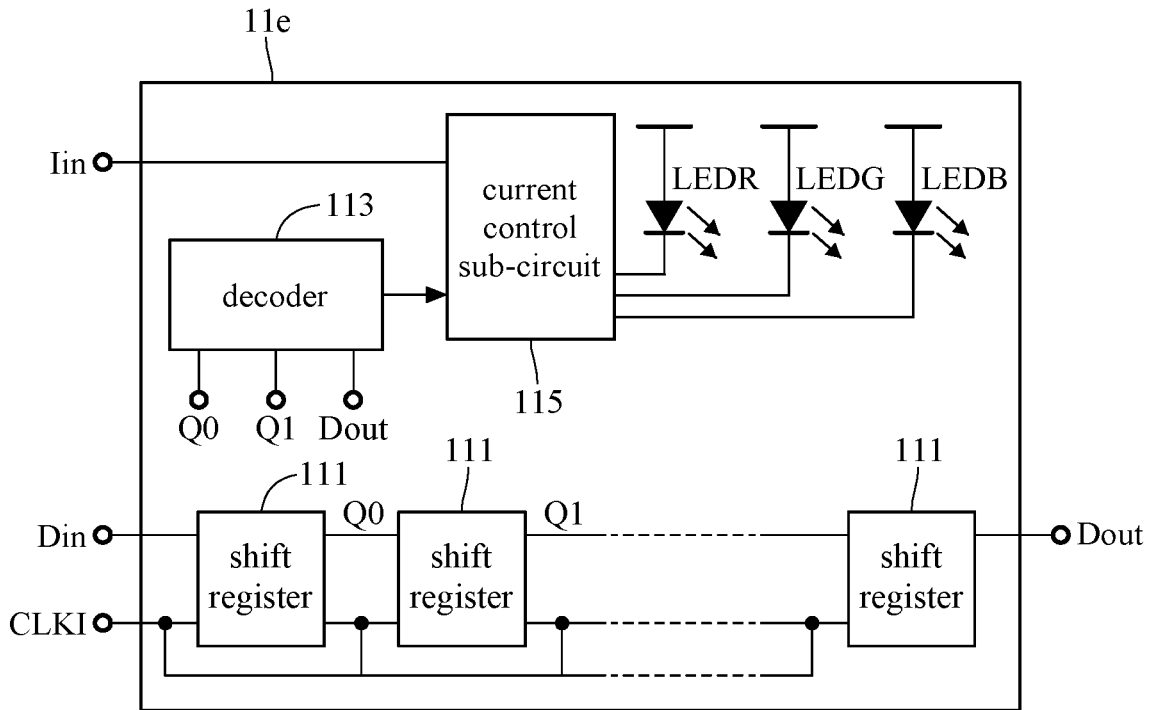 11e
Iin
113
decoder
Q0
Q1
Dout
current
control
sub-circuit
115
LEDR
LEDG
LEDB
111
111
111
Din
Q0
Q1
Dout
shift
register
shift
register
shift
register
CLKI